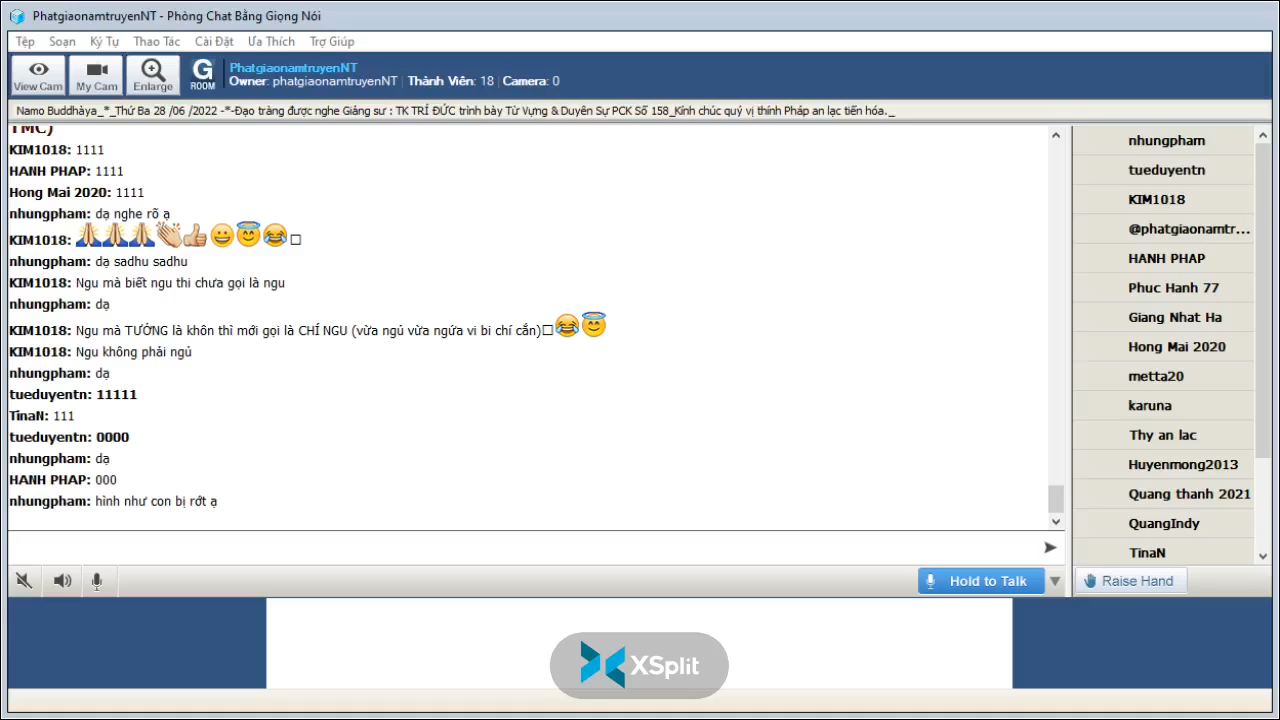 PhatgiaonamtruyenNT - Phòng Chat Bằng Giọng Nói
Tệp Soạn Ký Tự Thao Tác Cài Đặt Ưa Thích Trợ Giúp
View Cam My Cam Enlarge G ROOM
PhatgiaonamtruyenNT
Owner: phatgiaonamtruyenNT Thành Viên: 18 Camera: 0
Namo Buddhàya_*_Thứ Ba 28 /06 /2022 -*-Đạo tràng được nghe Giảng sư : TK TRÍ ĐỨC trình bày Từ Vựng & Duyên Sự PCK Số 158_Kính chúc quý vị thính Pháp an lạc tiến hóa._
TMC)
KIM1018: 1111
HANH PHAP: 1111
Hong Mai 2020: 1111
nhungpham: dạ nghe rõ ạ
KIM1018: 🙏🙏🙏👏👍😀😇😂□
nhungpham: dạ sadhu sadhu
KIM1018: Ngu mà biết ngu thi chưa gọi là ngu
nhungpham: dạ
KIM1018: Ngu mà TƯỞNG là khôn thì mới gọi là CHÍ NGU (vừa ngủ vừa ngứa vi bi chí cắn)□😂😇
KIM1018: Ngu không phải ngủ
nhungpham: dạ
tueduyentn: 11111
TinaN: 111
tueduyentn: 0000
nhungpham: dạ
HANH PHAP: 000
nhungpham: hình như con bị rớt ạ
nhungpham
tueduyentn
KIM1018
@phatgiaonamtr...
HANH PHAP
Phuc Hanh 77
Giang Nhat Ha
Hong Mai 2020
metta20
karuna
Thy an lac
Huyenmong2013
Quang thanh 2021
QuangIndy
TinaN
Hold to Talk
Raise Hand
XSplit